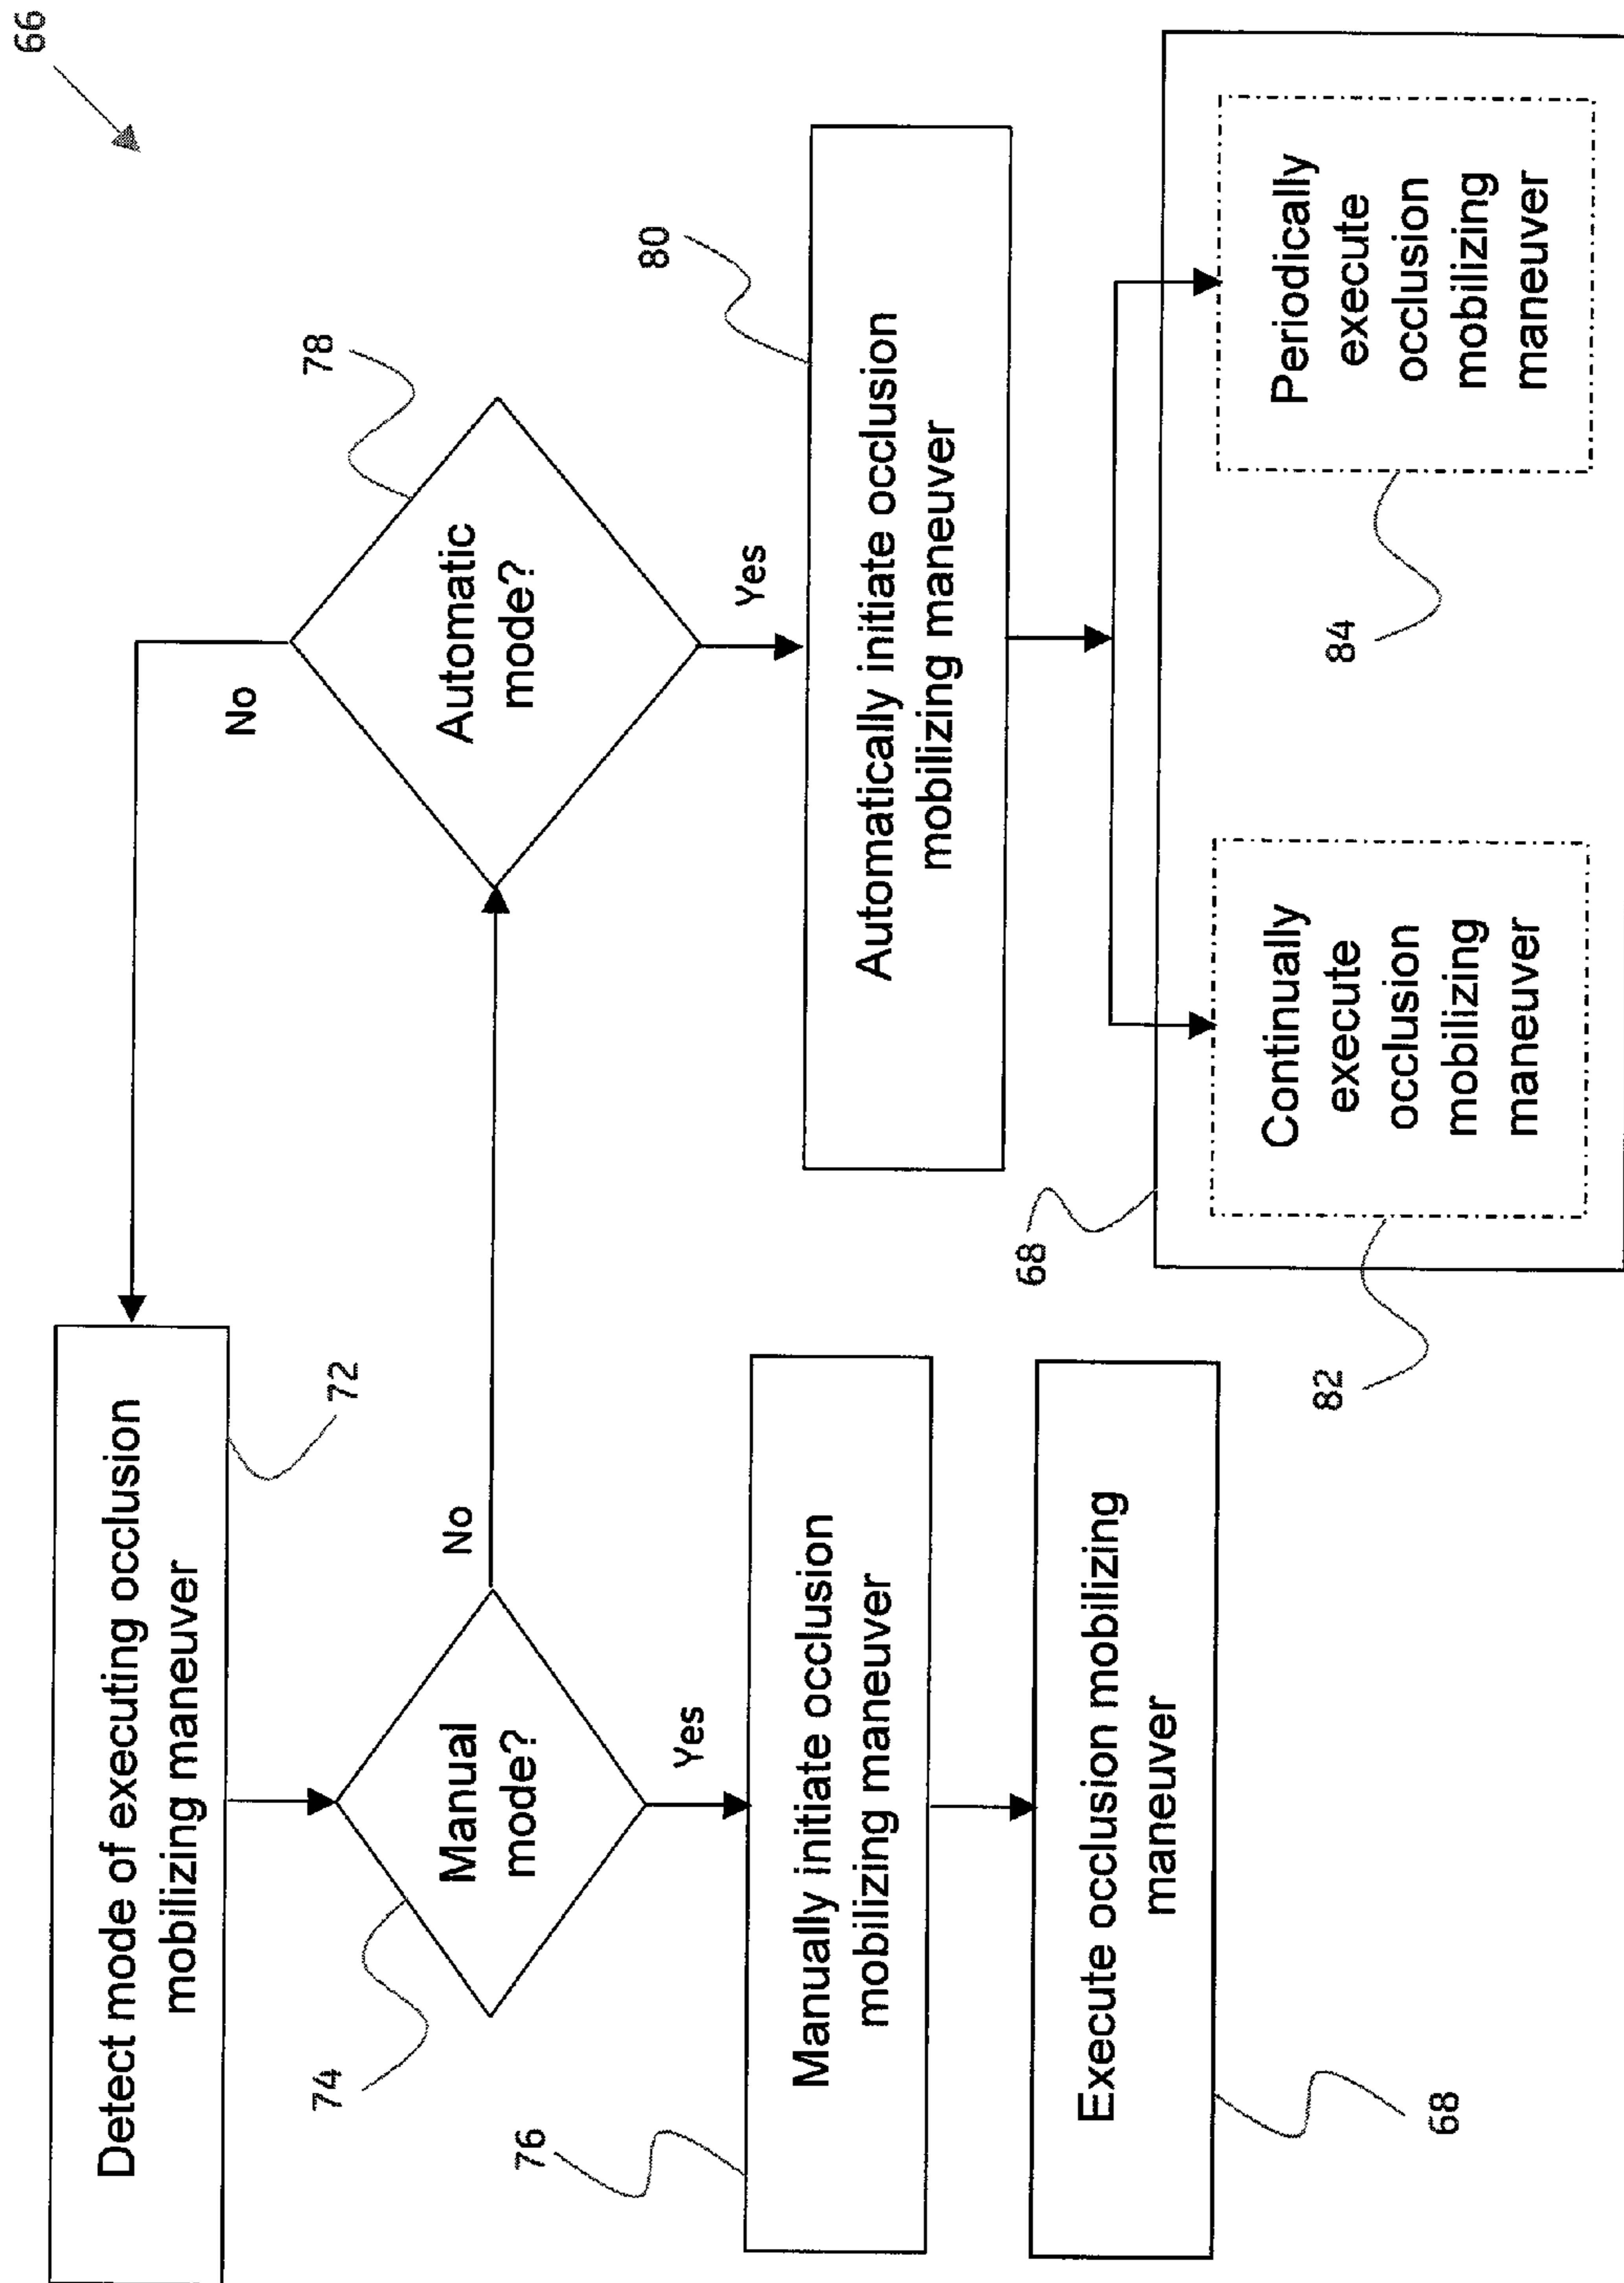 66
Detect mode of executing occlusion
mobilizing maneuver
72
No
Manual
mode?
74
No
Automatic
mode?
78
Yes
Yes
Manually initiate occlusion
mobilizing maneuver
76
Automatically initiate occlusion
mobilizing maneuver
80
Execute occlusion mobilizing
maneuver
68
68
Continually
execute
occlusion
mobilizing
maneuver
82
Periodically
execute
occlusion
mobilizing
maneuver
84